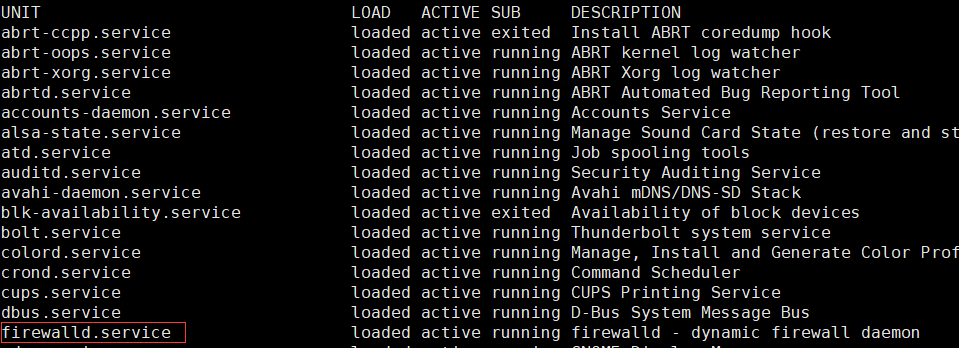 UNIT LOAD ACTIVE SUB DESCRIPTION
abrt-ccpp.service loaded active exited Install ABRT coredump hook
abrt-oops.service loaded active running ABRT kernel log watcher
abrt-xorg.service loaded active running ABRT Xorg log watcher
abrtd.service loaded active running ABRT Automated Bug Reporting Tool
accounts-daemon.service loaded active running Accounts Service
alsa-state.service loaded active running Manage Sound Card State (restore and st
atd.service loaded active running Job spooling tools
auditd.service loaded active running Security Auditing Service
avahi-daemon.service loaded active running Avahi mDNS/DNS-SD Stack
blk-availability.service loaded active exited Availability of block devices
bolt.service loaded active running Thunderbolt system service
colord.service loaded active running Manage, Install and Generate Color Prof
crond.service loaded active running Command Scheduler
cups.service loaded active running CUPS Printing Service
dbus.service loaded active running D-Bus System Message Bus
firewalld.service loaded active running firewalld - dynamic firewall daemon